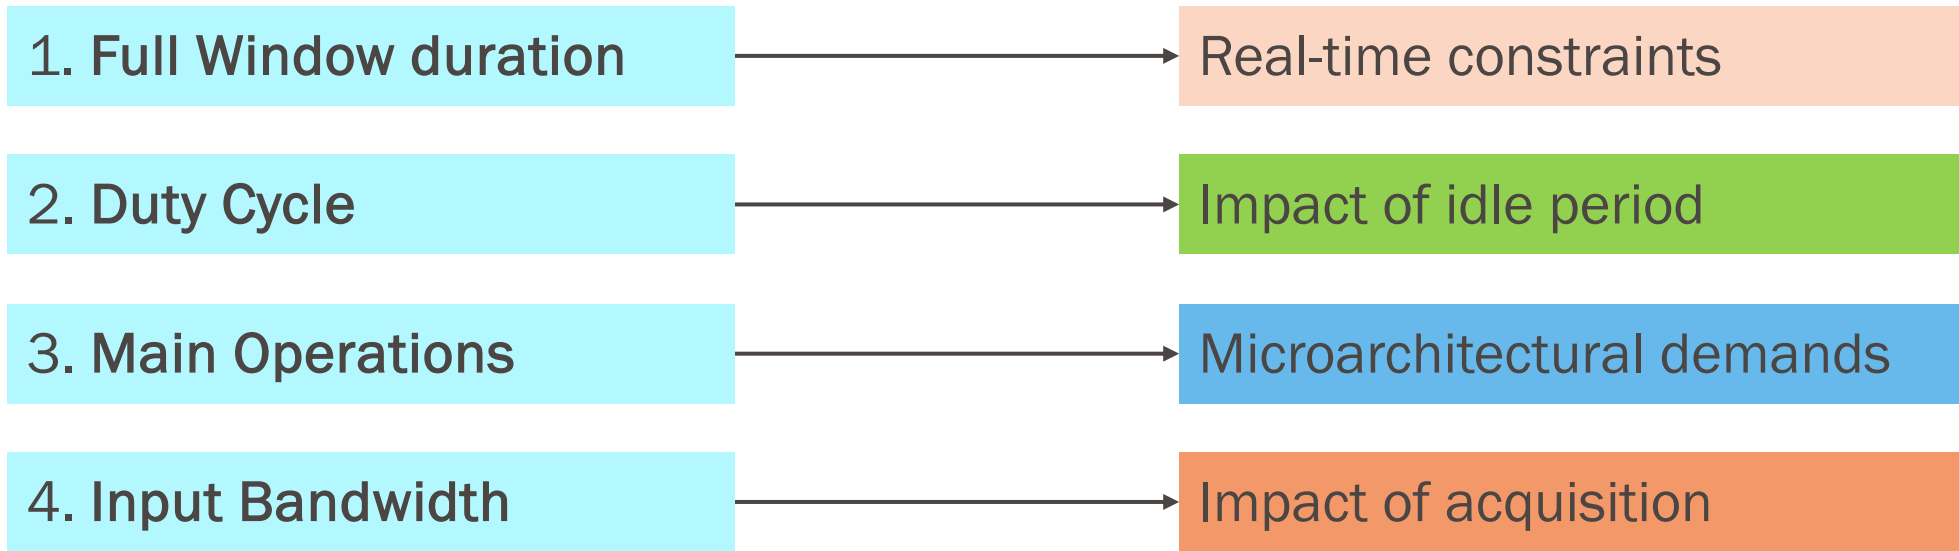 1. Full Window duration
Real-time constraints
2. Duty Cycle
Impact of idle period
3. Main Operations
Microarchitectural demands
4. Input Bandwidth
Impact of acquisition